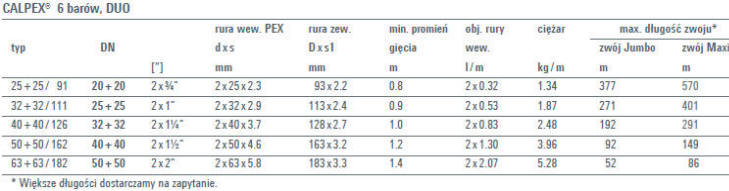 CALPEX® 6 barów, DUO
rura wew. PEX rura zew. min. promień obj. rury ciężar max. długość zwoju*
typ DN d x s D x s1 gięcia wew. zwój Jumbo zwój Maxi
["] mm mm m l / m kg / m m m
25 + 25 / 91 20 + 20 2 x ¾" 2 x 25 x 2.3 93 x 2.2 0.8 2 x 0.32 1.34 377 570
32 + 32 / 111 25 + 25 2 x 1" 2 x 32 x 2.9 113 x 2.4 0.9 2 x 0.53 1.87 271 401
40 + 40 / 126 32 + 32 2 x 1¼" 2 x 40 x 3.7 128 x 2.7 1.0 2 x 0.83 2.48 192 291
50 + 50 / 162 40 + 40 2 x 1½" 2 x 50 x 4.6 163 x 3.2 1.2 2 x 1.30 3.96 92 149
63 + 63 / 182 50 + 50 2 x 2" 2 x 63 x 5.8 183 x 3.3 1.4 2 x 2.07 5.28 52 86
* Większe długości dostarczamy na zapytanie.